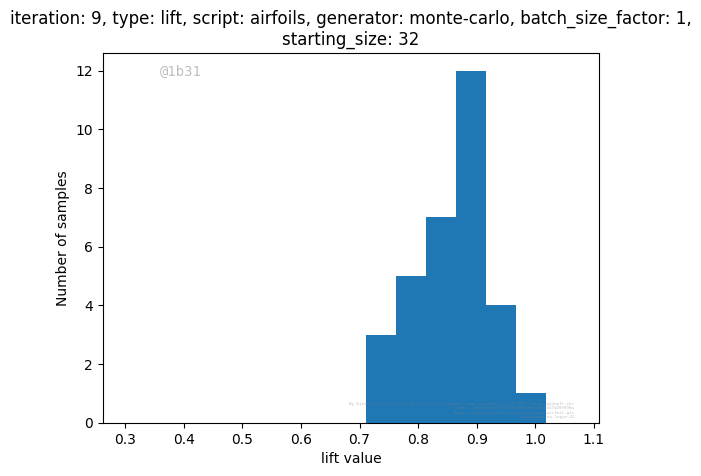 iteration: 9, type: lift, script: airfoils, generator: monte-carlo, batch_size_factor: 1,
starting_size: 32
@1b31
12
10
8
6
4
2
0
Number of samples
0.3 0.4 0.5 0.6 0.7 0.8 0.9 1.0 1.1
lift value